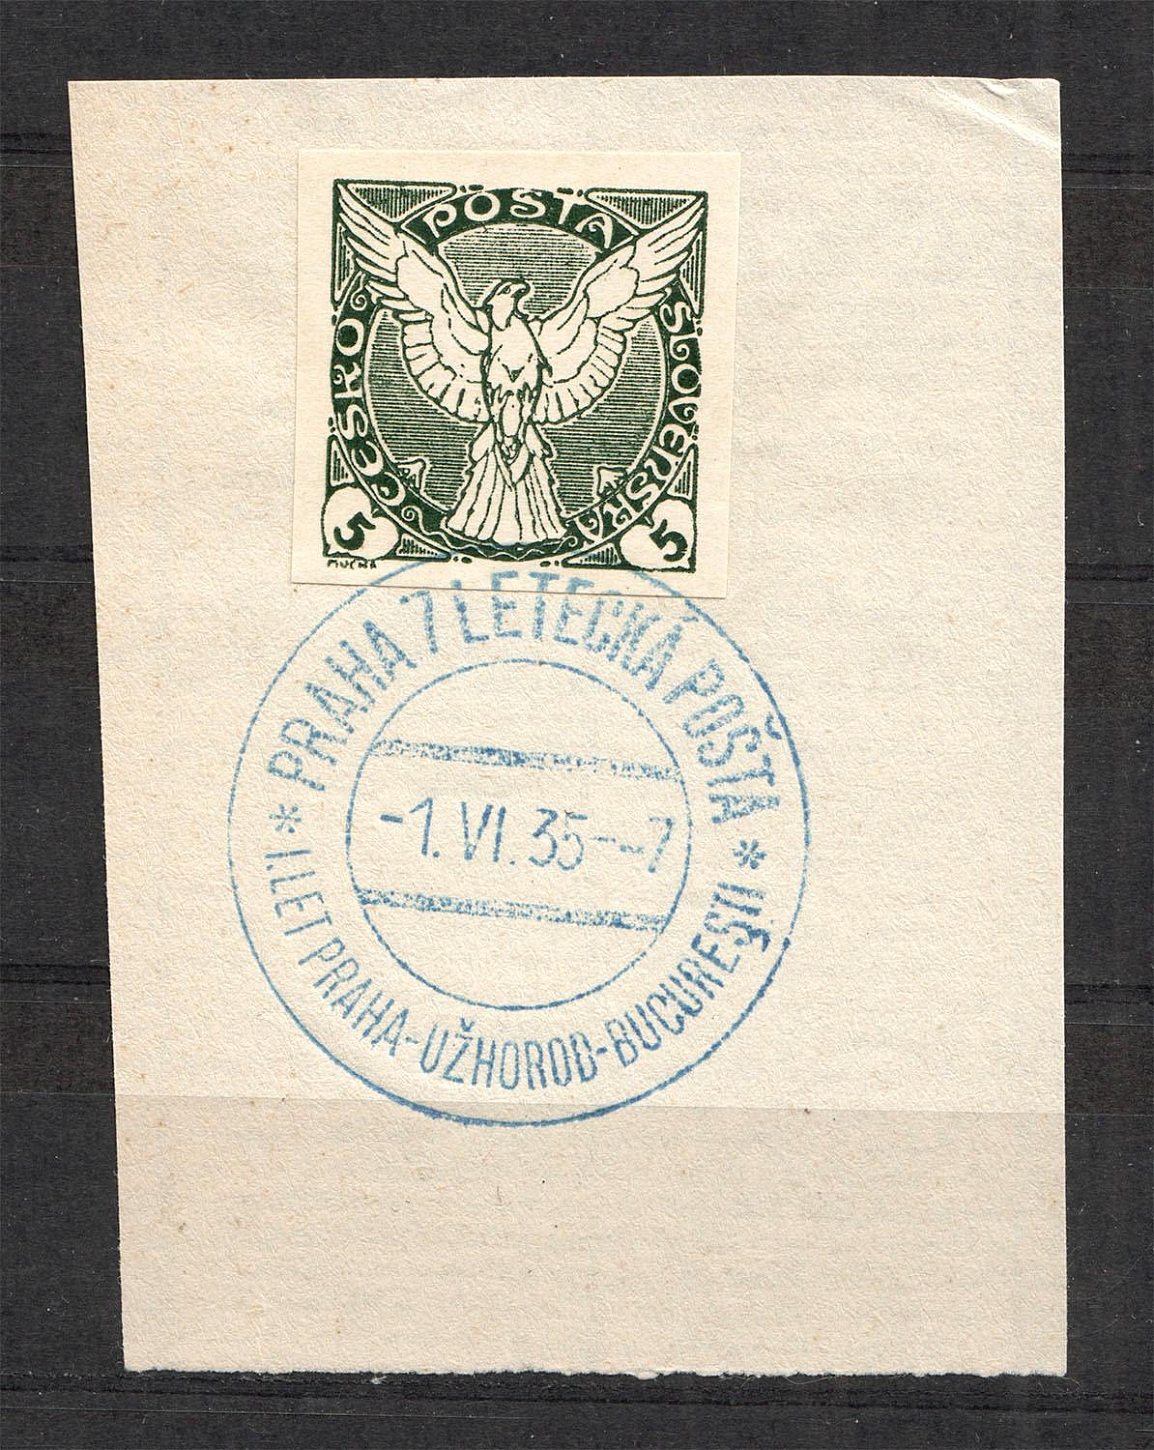 POŠTA
ČESKO
SLOVENSKÁ
5
5
MUCHA
PRAHA 7 LETECKÁ POŠTA
-1.VI.35--7
* I. LET PRAHA-UŽHOROD-BUCUREŞTI *